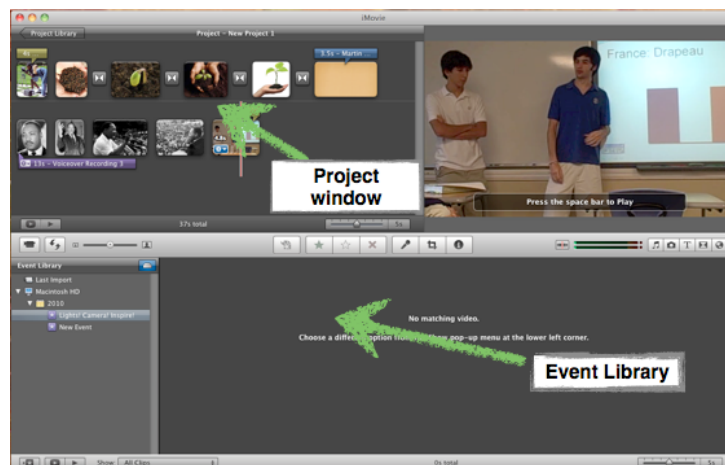 iMovie
Project Library
Project - New Project 1
4s
3.5s - Martin ...
France: Drapeau
Project
window
13s - Voiceover Recording 3
Press the space bar to Play
37s total
5s
Event Library
Last Import
Macintosh HD
2010
Lights! Camera! Inspire!
New Event
No matching video.
Choose a different option pop-up menu at the lower left corner.
Event Library
Show: All Clips
0s total
5s